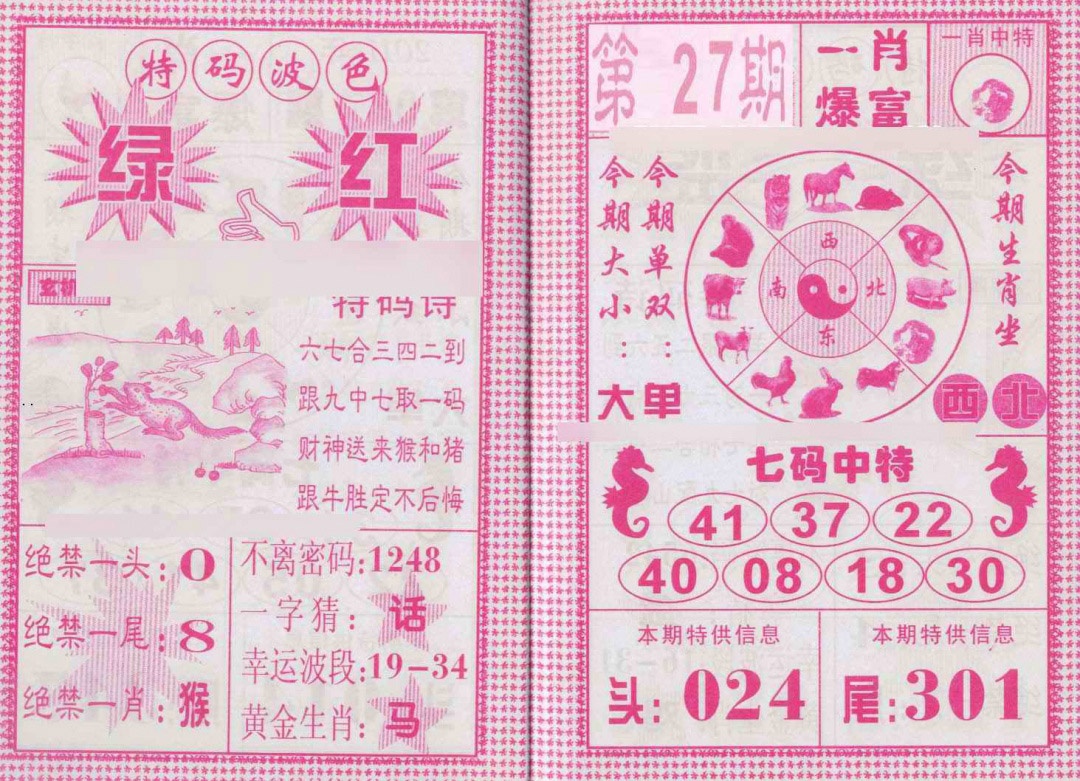 特码波色
绿 红
特码诗
六七合三四二到
跟九中七取一码
财神送来猴和猪
跟牛胜定不后悔
绝禁一头:0
绝禁一尾:8
绝禁一肖:猴
不离密码:1248
一字猜:话
幸运波段:19-34
黄金生肖:马
第27期
一肖
爆富
一肖中特
今期大小:大
今期单双:单
西
南 北
东
今期生肖坐
西北
七码中特
41 37 22
40 08 18 30
本期特供信息
头:024
本期特供信息
尾:301